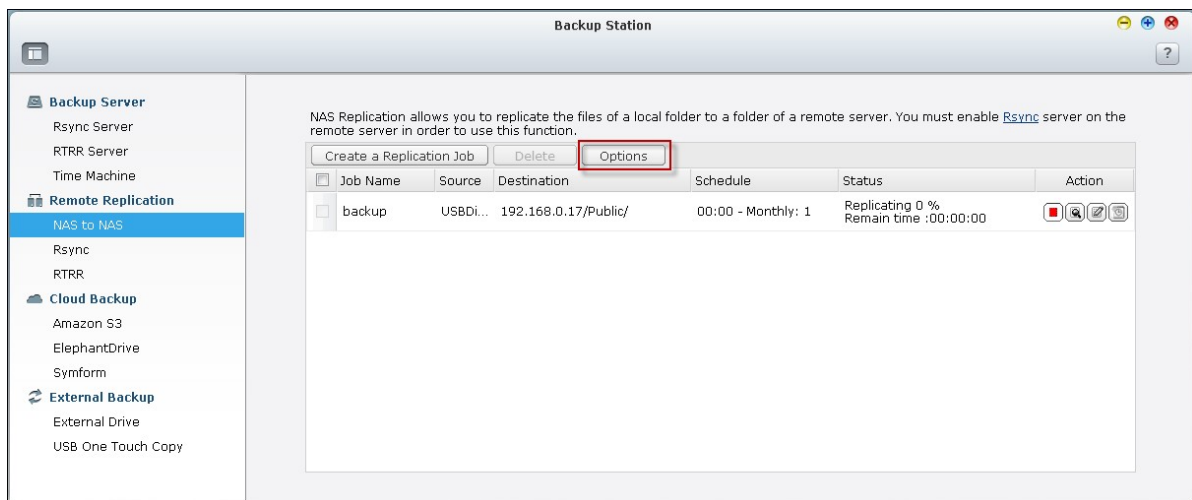 Backup Station
?
Backup Server
Rsync Server
RTRR Server
Time Machine
Remote Replication
NAS to NAS
Rsync
RTRR
Cloud Backup
Amazon S3
ElephantDrive
Symform
External Backup
External Drive
USB One Touch Copy
NAS Replication allows you to replicate the files of a local folder to a folder of a remote server. You must enable Rsync server on the
remote server in order to use this function.
Create a Replication Job Delete Options
Job Name Source Destination Schedule Status Action
backup USBDi... 192.168.0.17/Public/ 00:00 - Monthly: 1 Replicating 0 %
Remain time :00:00:00